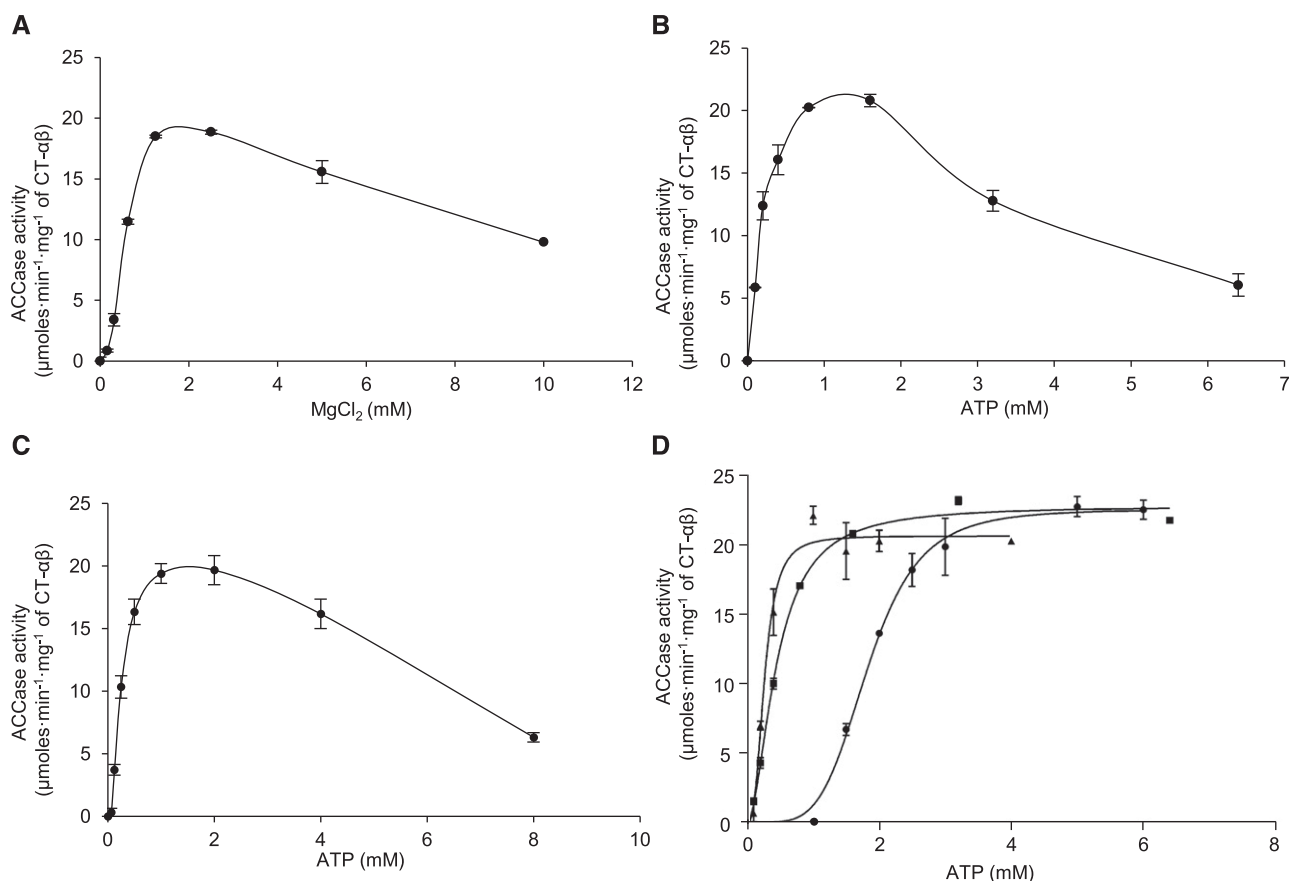 A
ACCase activity
(µmoles·min⁻¹·mg⁻¹ of CT-αβ)
25
20
15
10
5
0
0 2 4 6 8 10 12
MgCl₂ (mM)
B
ACCase activity
(µmoles·min⁻¹·mg⁻¹ of CT-αβ)
25
20
15
10
5
0
0 1 2 3 4 5 6 7
ATP (mM)
C
ACCase activity
(µmoles·min⁻¹·mg⁻¹ of CT-αβ)
25
20
15
10
5
0
0 2 4 6 8 10
ATP (mM)
D
ACCase activity
(µmoles·min⁻¹·mg⁻¹ of CT-αβ)
25
20
15
10
5
0
0 2 4 6 8
ATP (mM)